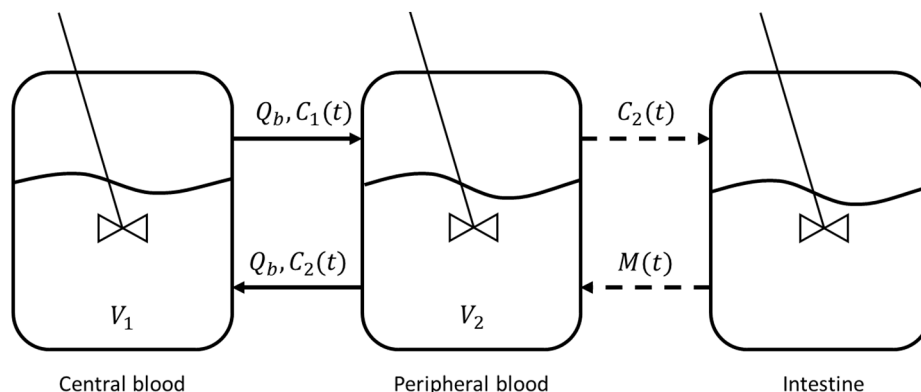 Q_b, C_1(t)
C_2(t)
Q_b, C_2(t)
M(t)
V_1
V_2
Central blood
Peripheral blood
Intestine